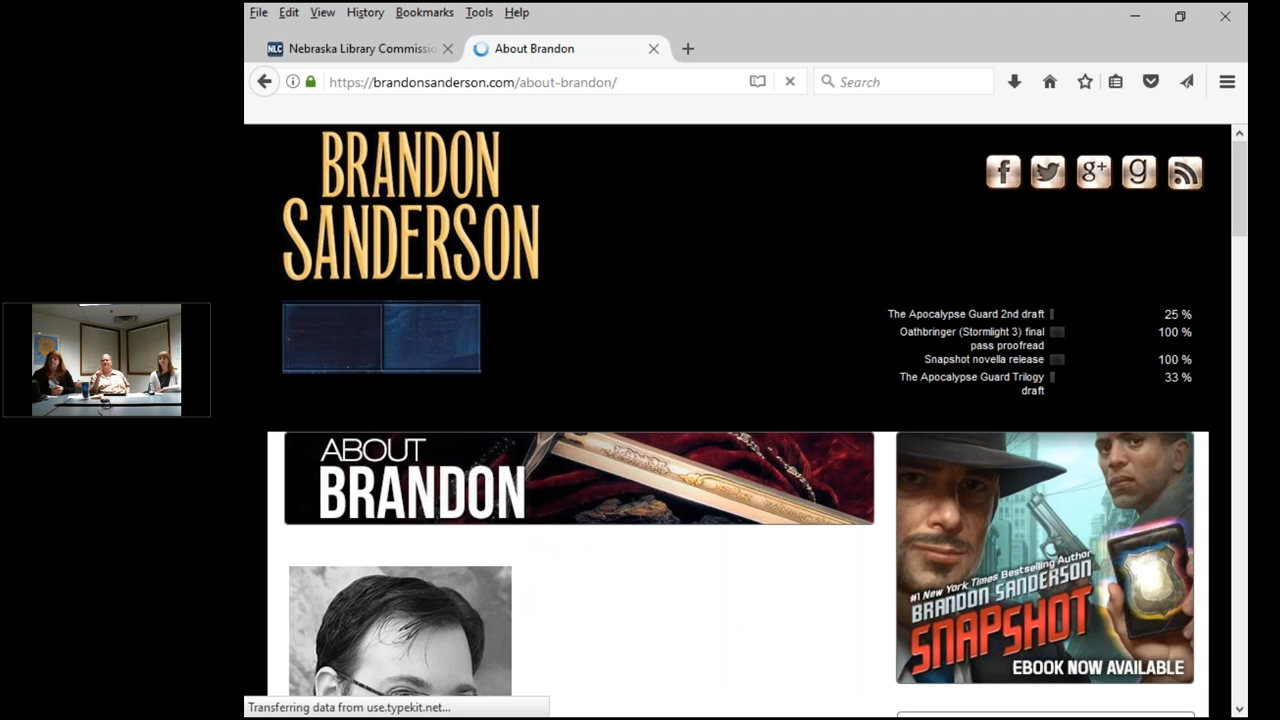 File Edit View History Bookmarks Tools Help
NLC Nebraska Library Commissio
About Brandon
https://brandonsanderson.com/about-brandon/
Search
BRANDON
SANDERSON
f g+ g
The Apocalypse Guard 2nd draft 25 %
Oathbringer (Stormlight 3) final 100 %
pass proofread
Snapshot novella release 100 %
The Apocalypse Guard Trilogy 33 %
draft
ABOUT
BRANDON
#1 New York Times Bestselling Author
BRANDON SANDERSON
SNAPSHOT
EBOOK NOW AVAILABLE
Transferring data from use.typekit.net...